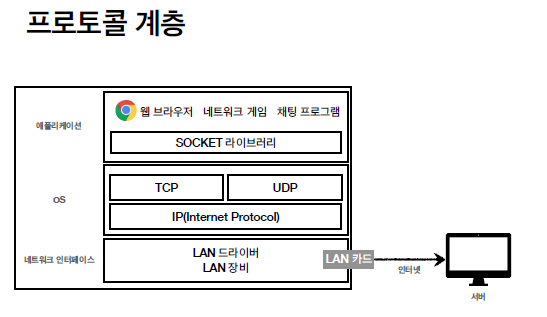 프로토콜 계층
애플리케이션
웹 브라우저 네트워크 게임 채팅 프로그램
SOCKET 라이브러리
OS
TCP UDP
IP(Internet Protocol)
네트워크 인터페이스
LAN 드라이버
LAN 장비
LAN 카드
인터넷
서버